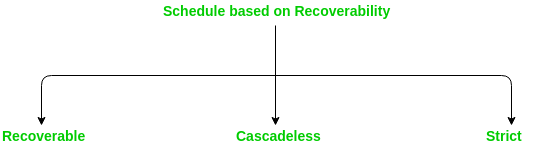 Schedule based on Recoverability
Recoverable
Cascadeless
Strict